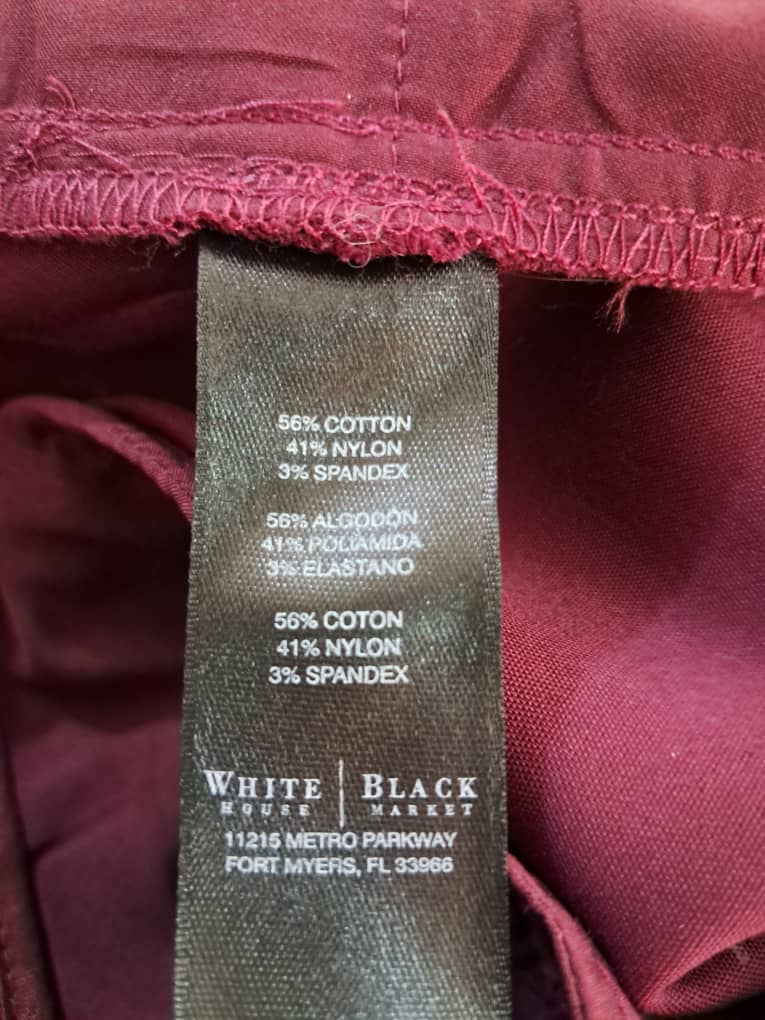 56% COTTON
41% NYLON
3% SPANDEX
56% ALGODÓN
41% POLIAMIDA
3% ELASTANO
56% COTON
41% NYLON
3% SPANDEX
WHITE | BLACK
HOUSE MARKET
11215 METRO PARKWAY
FORT MYERS, FL 33966